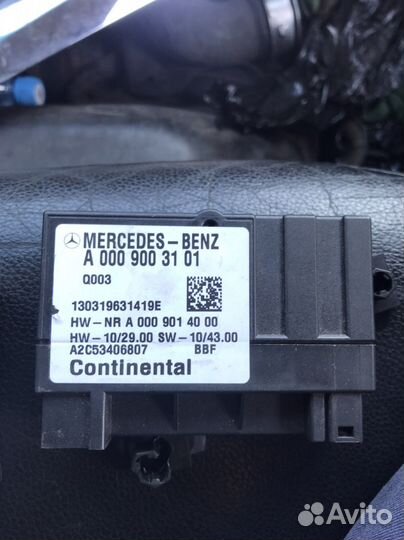 MERCEDES-BENZ
A 000 900 31 01
Q003
130319631419E
HW-NR A 000 901 40 00
HW-10/29.00 SW-10/43.00
A2C53406807 BBF
Continental
Avito